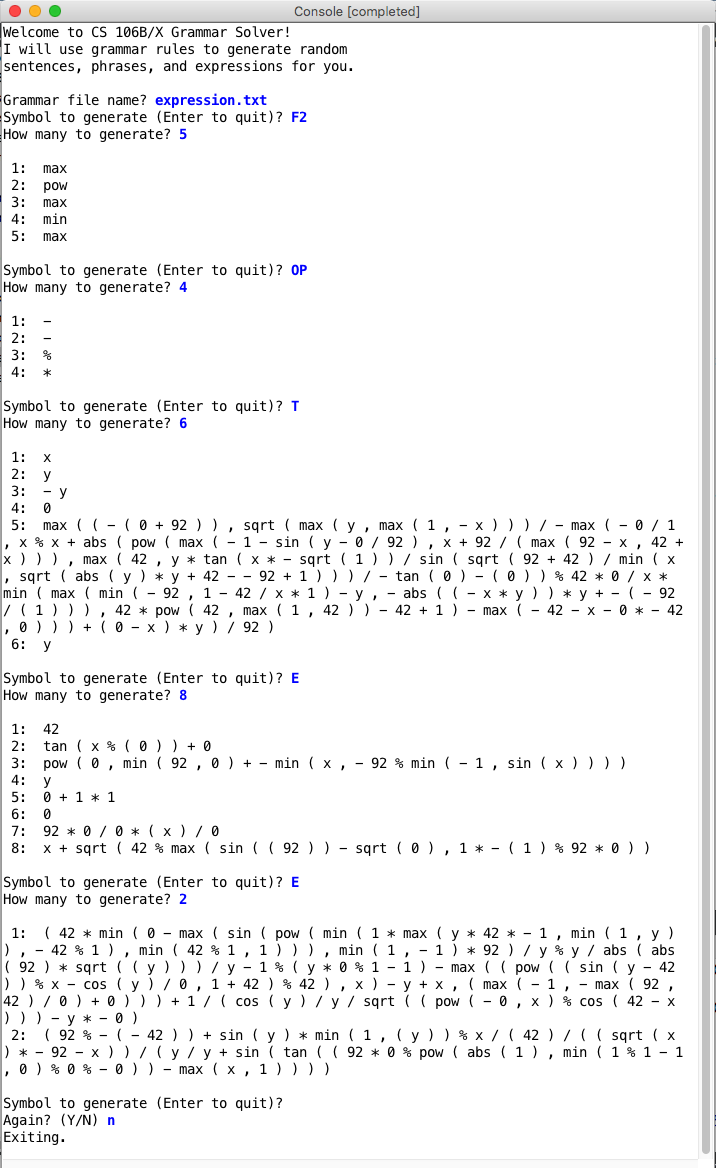 Console [completed]
Welcome to CS 106B/X Grammar Solver!
I will use grammar rules to generate random
sentences, phrases, and expressions for you.
Grammar file name? expression.txt
Symbol to generate (Enter to quit)? F2
How many to generate? 5
1: max
2: pow
3: max
4: min
5: max
Symbol to generate (Enter to quit)? OP
How many to generate? 4
1: -
2: -
3: %
4: *
Symbol to generate (Enter to quit)? T
How many to generate? 6
1: x
2: y
3: - y
4: 0
5: max ( ( - ( 0 + 92 ) ) , sqrt ( max ( y , max ( 1 , - x ) ) ) / - max ( - 0 / 1
, x % x + abs ( pow ( max ( - 1 - sin ( y - 0 / 92 ) , x + 92 / ( max ( 92 - x , 42 +
x ) ) ) , max ( 42 , y * tan ( x * - sqrt ( 1 ) ) / sin ( sqrt ( 92 + 42 ) / min ( x
, sqrt ( abs ( y ) * y + 42 - - 92 + 1 ) ) ) / - tan ( 0 ) - ( 0 ) ) % 42 * 0 / x *
min ( max ( min ( - 92 , 1 - 42 / x * 1 ) - y , - abs ( ( - x * y ) ) * y + - ( - 92
/ ( 1 ) ) ) , 42 * pow ( 42 , max ( 1 , 42 ) ) - 42 + 1 ) - max ( - 42 - x - 0 * - 42
, 0 ) ) ) + ( 0 - x ) * y ) / 92 )
6: y
Symbol to generate (Enter to quit)? E
How many to generate? 8
1: 42
2: tan ( x % ( 0 ) ) + 0
3: pow ( 0 , min ( 92 , 0 ) + - min ( x , - 92 % min ( - 1 , sin ( x ) ) ) )
4: y
5: 0 + 1 * 1
6: 0
7: 92 * 0 / 0 * ( x ) / 0
8: x + sqrt ( 42 % max ( sin ( ( 92 ) ) - sqrt ( 0 ) , 1 * - ( 1 ) % 92 * 0 ) )
Symbol to generate (Enter to quit)? E
How many to generate? 2
1: ( 42 * min ( 0 - max ( sin ( pow ( min ( 1 * max ( y * 42 * - 1 , min ( 1 , y )
) , - 42 % 1 ) , min ( 42 % 1 , 1 ) ) ) , min ( 1 , - 1 ) * 92 ) / y % y / abs ( abs
( 92 ) * sqrt ( ( y ) ) ) / y - 1 % ( y * 0 % 1 - 1 ) - max ( ( pow ( ( sin ( y - 42
) ) % x - cos ( y ) / 0 , 1 + 42 ) % 42 ) , x ) - y + x , ( max ( - 1 , - max ( 92 ,
42 ) / 0 ) + 0 ) ) ) + 1 / ( cos ( y ) / y / sqrt ( ( pow ( - 0 , x ) % cos ( 42 - x
) ) ) - y * - 0 )
2: ( 92 % - ( - 42 ) ) + sin ( y ) * min ( 1 , ( y ) ) % x / ( 42 ) / ( ( sqrt ( x
) * - 92 - x ) ) / ( y / y + sin ( tan ( ( 92 * 0 % pow ( abs ( 1 ) , min ( 1 % 1 - 1
, 0 ) % 0 % - 0 ) ) - max ( x , 1 ) ) ) )
Symbol to generate (Enter to quit)?
Again? (Y/N) n
Exiting.